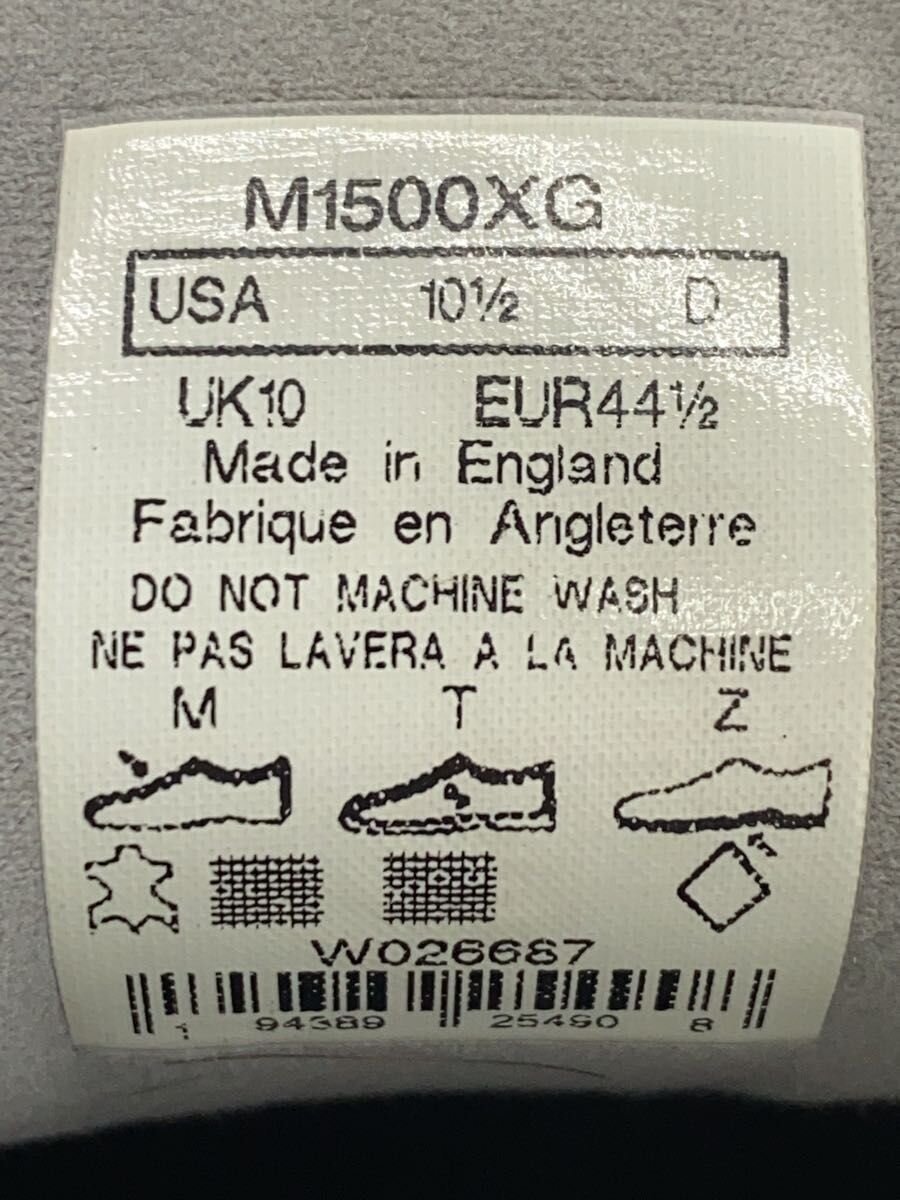 M1500XG
USA 10½ D
UK10 EUR44½
Made in England
Fabrique en Angleterre
DO NOT MACHINE WASH
NE PAS LAVERA A LA MACHINE
M T Z
W026687
1 94389 25490 8